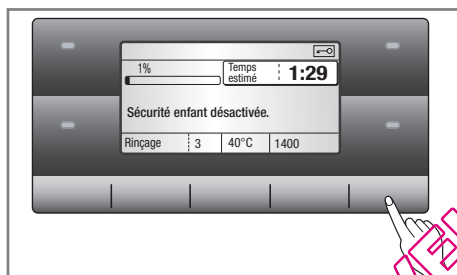 1% Temps estimé 1:29
Sécurité enfant désactivée.
Rinçage 3 40°C 1400